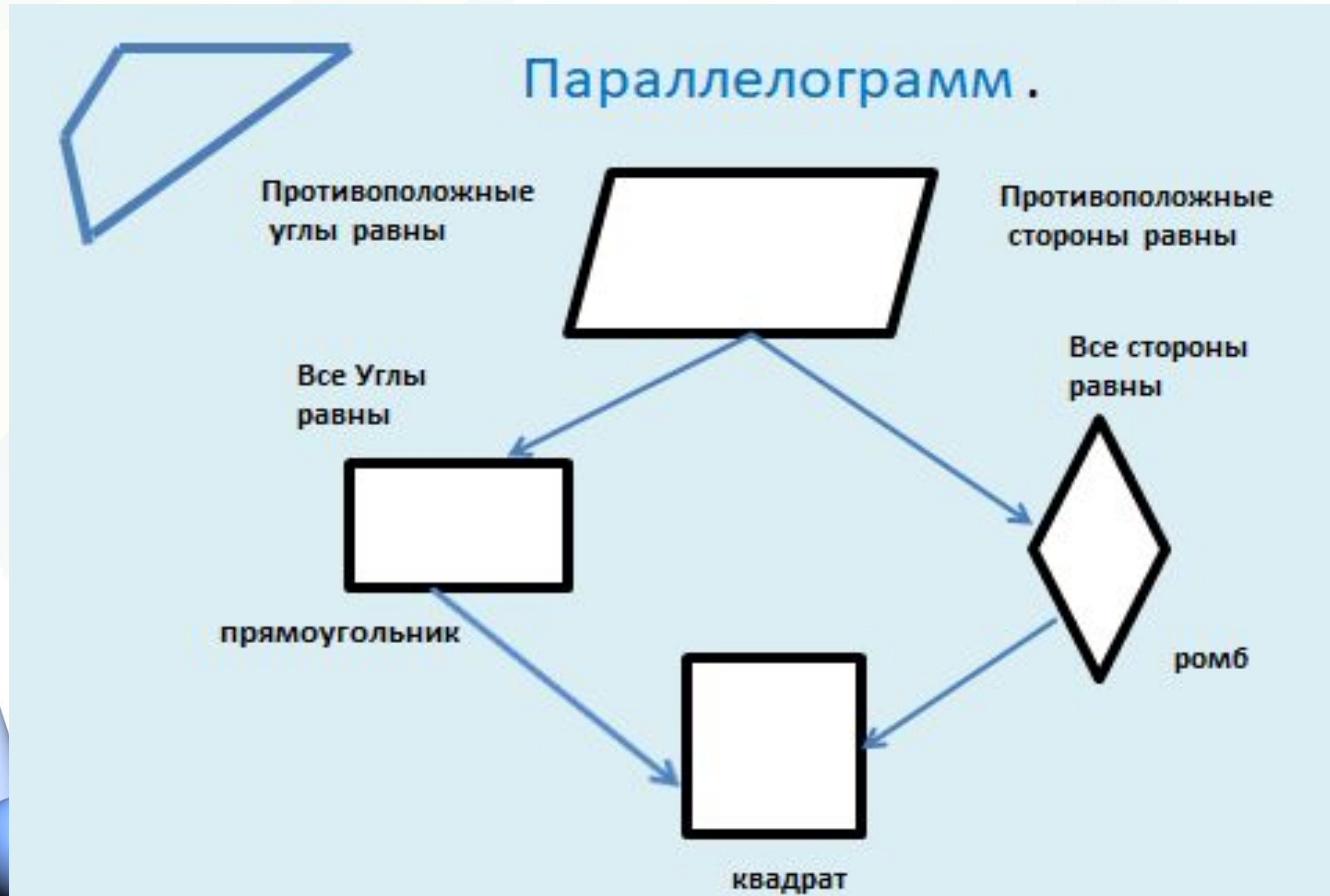 Параллелограмм .
Противоположные
углы равны
Противоположные
стороны равны
Все Углы
равны
Все стороны
равны
прямоугольник
ромб
квадрат